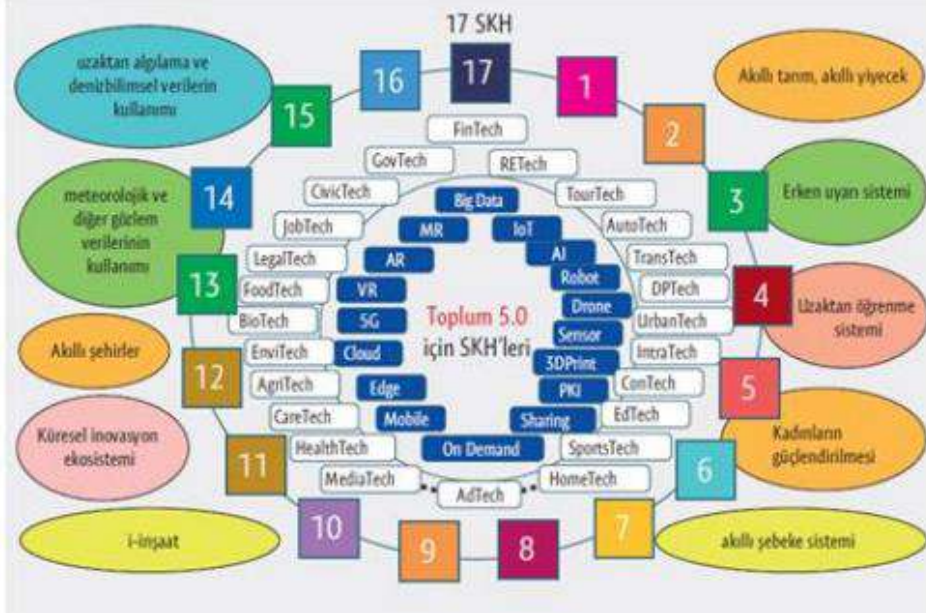 17 SKH
17
1
2
3
4
5
6
7
8
9
10
11
12
13
14
15
16
uzaktan algılama ve
denizbilimsel verilerin
kullanımı
meteorolojik ve
diğer gözlem
verilerinin
kullanımı
Akıllı şehirler
Küresel inovasyon
ekosistemi
i-inşaat
Akıllı tarım, akıllı yiyecek
Erken uyarı sistemi
Uzaktan öğrenme
sistemi
Kadınların
güçlendirilmesi
akıllı şebeke sistemi
FinTech
RETech
TourTech
AutoTech
TransTech
DPTech
UrbanTech
IntraTech
ConTech
EdTech
SportsTech
HomeTech
AdTech
MediaTech
HealthTech
CareTech
AgriTech
EnviTech
BioTech
FoodTech
LegalTech
JobTech
CivicTech
GovTech
Big Data
IoT
AI
Robot
Drone
Sensor
3DPrint
PKI
Sharing
On Demand
Mobile
Edge
Cloud
5G
VR
AR
MR
Toplum 5.0
için SKH'leri